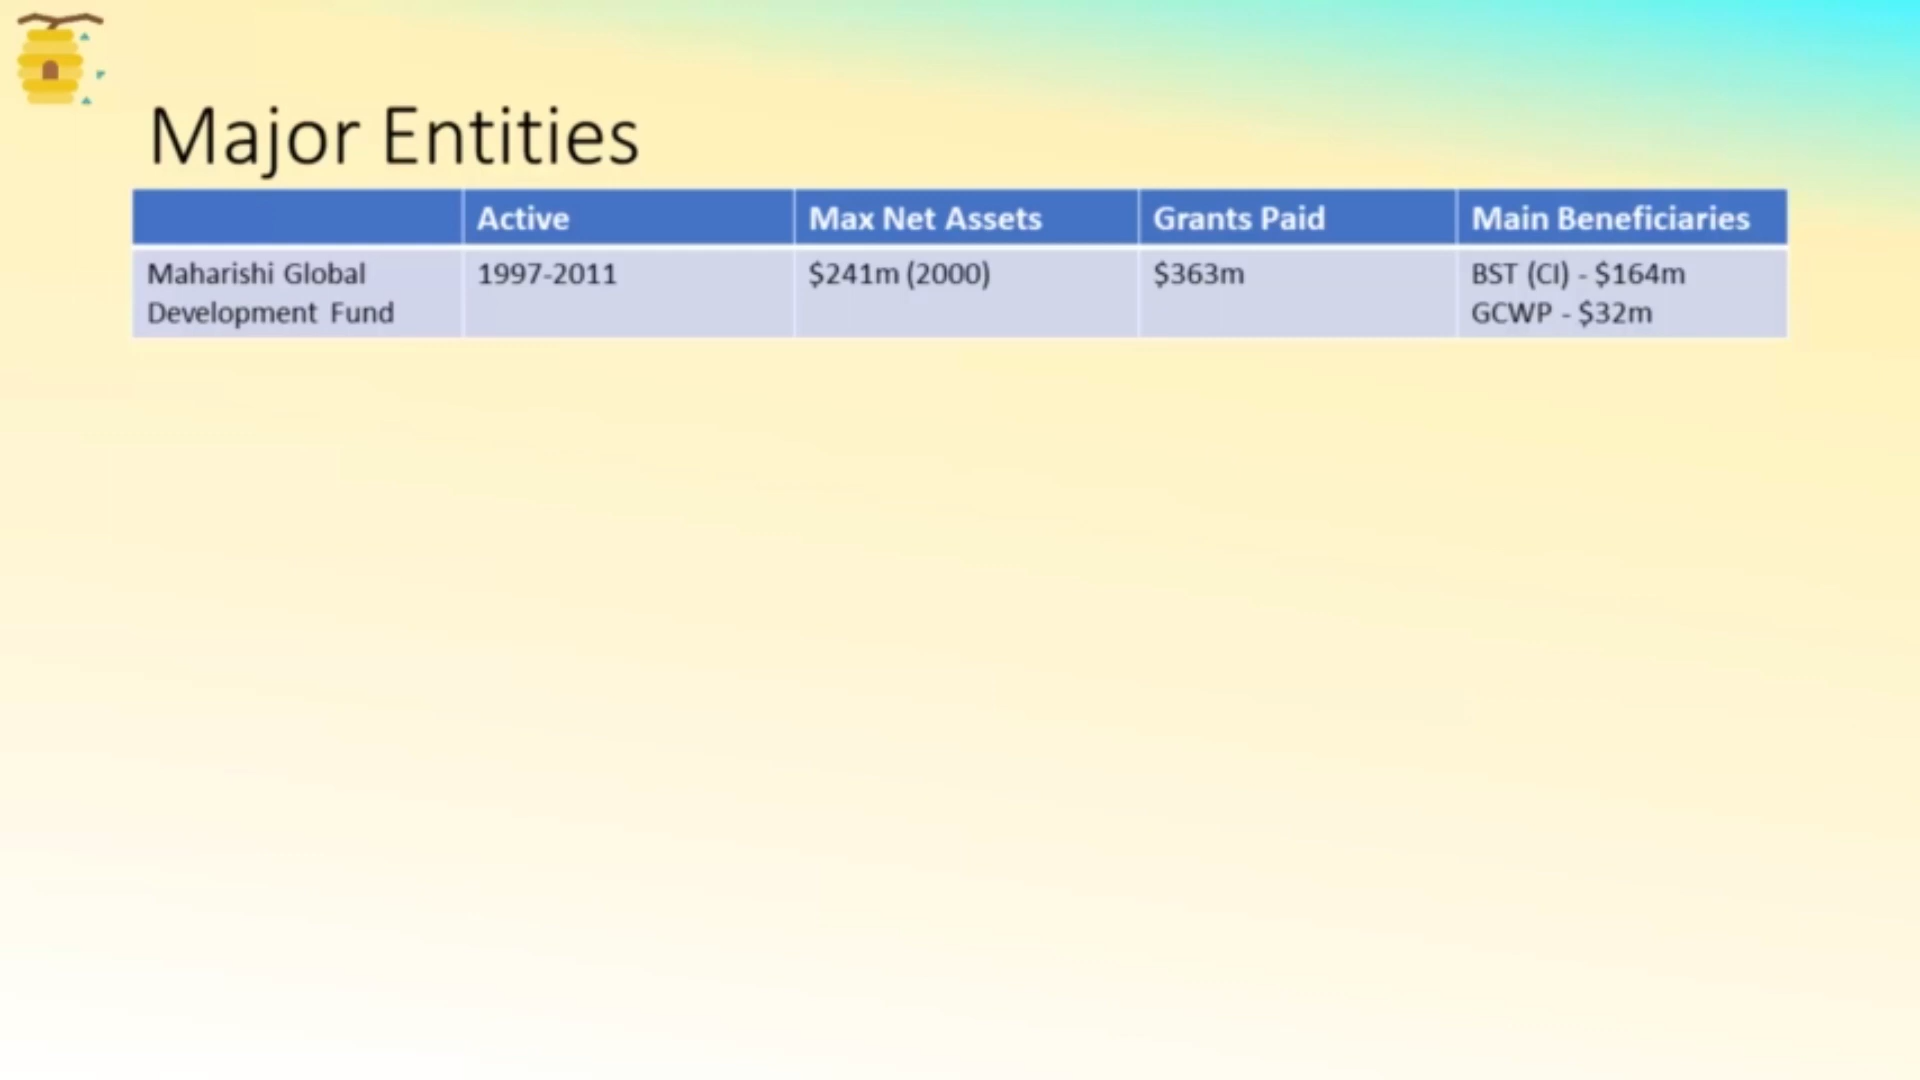 Major Entities
Active Max Net Assets Grants Paid Main Beneficiaries
Maharishi Global 1997-2011 $241m (2000) $363m BST (CI) - $164m
Development Fund GCWP - $32m